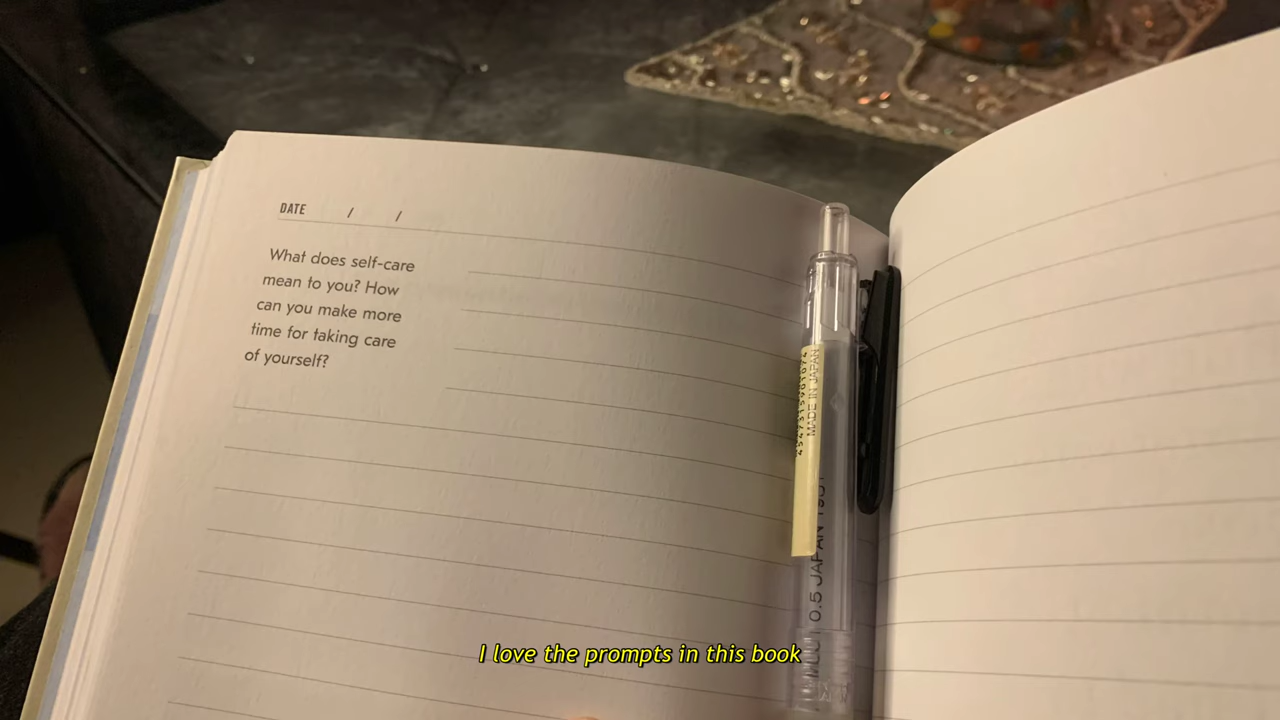 DATE / /
What does self-care
mean to you? How
can you make more
time for taking care
of yourself?
MADE IN JAPAN
0.5 JAPAN
I love the prompts in this book